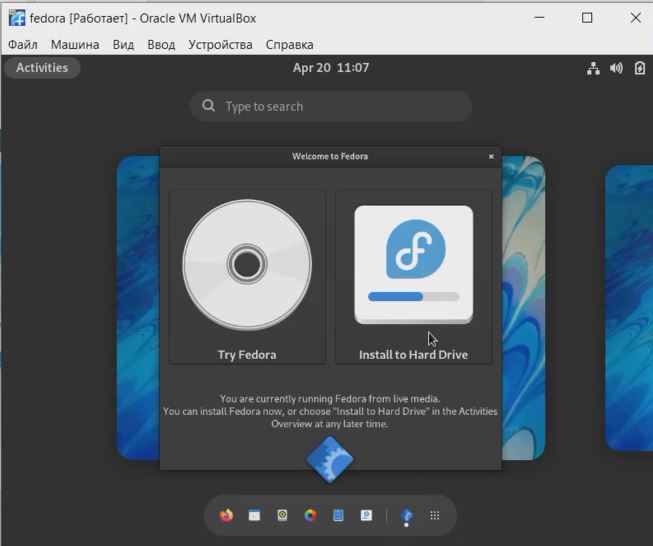 fedora [Работает] - Oracle VM VirtualBox
Файл Машина Вид Ввод Устройства Справка
Activities
Apr 20 11:07
Type to search
Welcome to Fedora
Try Fedora
Install to Hard Drive
You are currently running Fedora from live media.
You can install Fedora now, or choose "Install to Hard Drive" in the Activities
Overview at any later time.